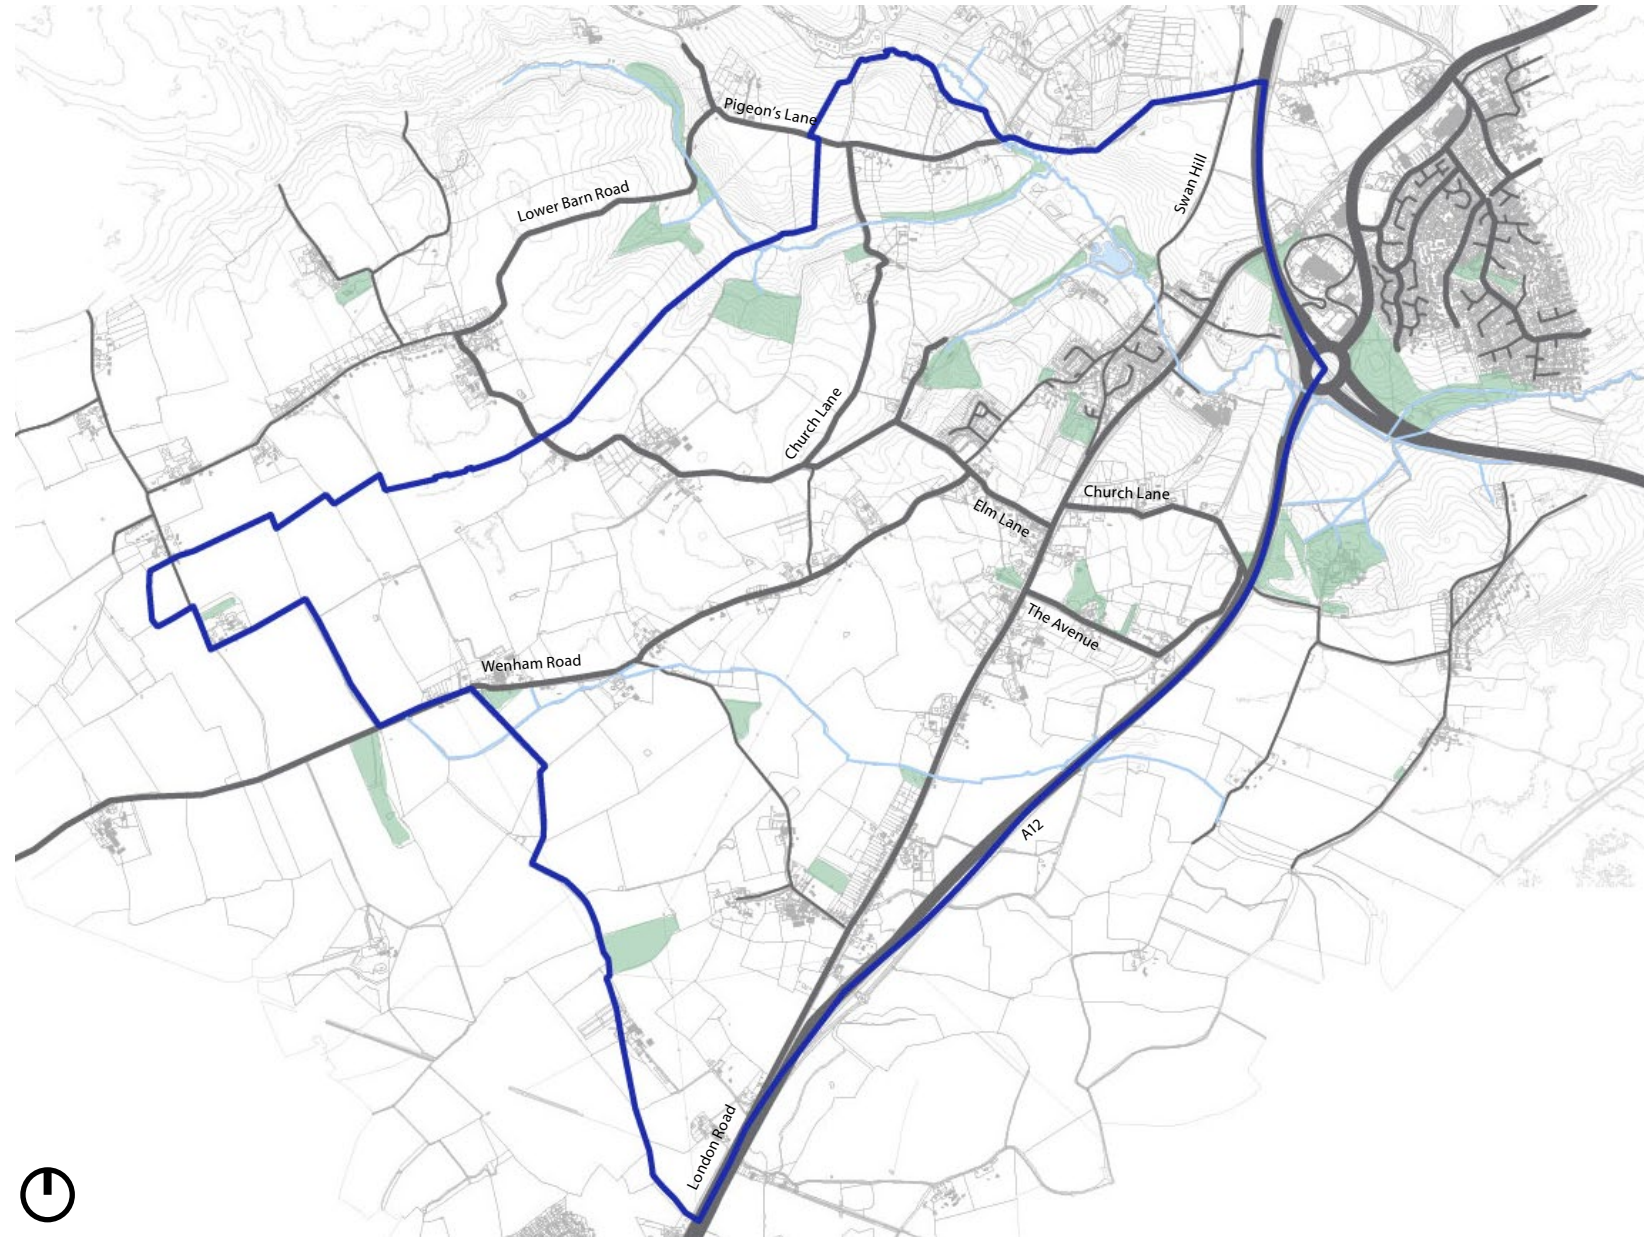 Pigeon's Lane
Lower Barn Road
Swan Hill
Church Lane
Church Lane
Elm Lane
The Avenue
Wenham Road
A12
London Road